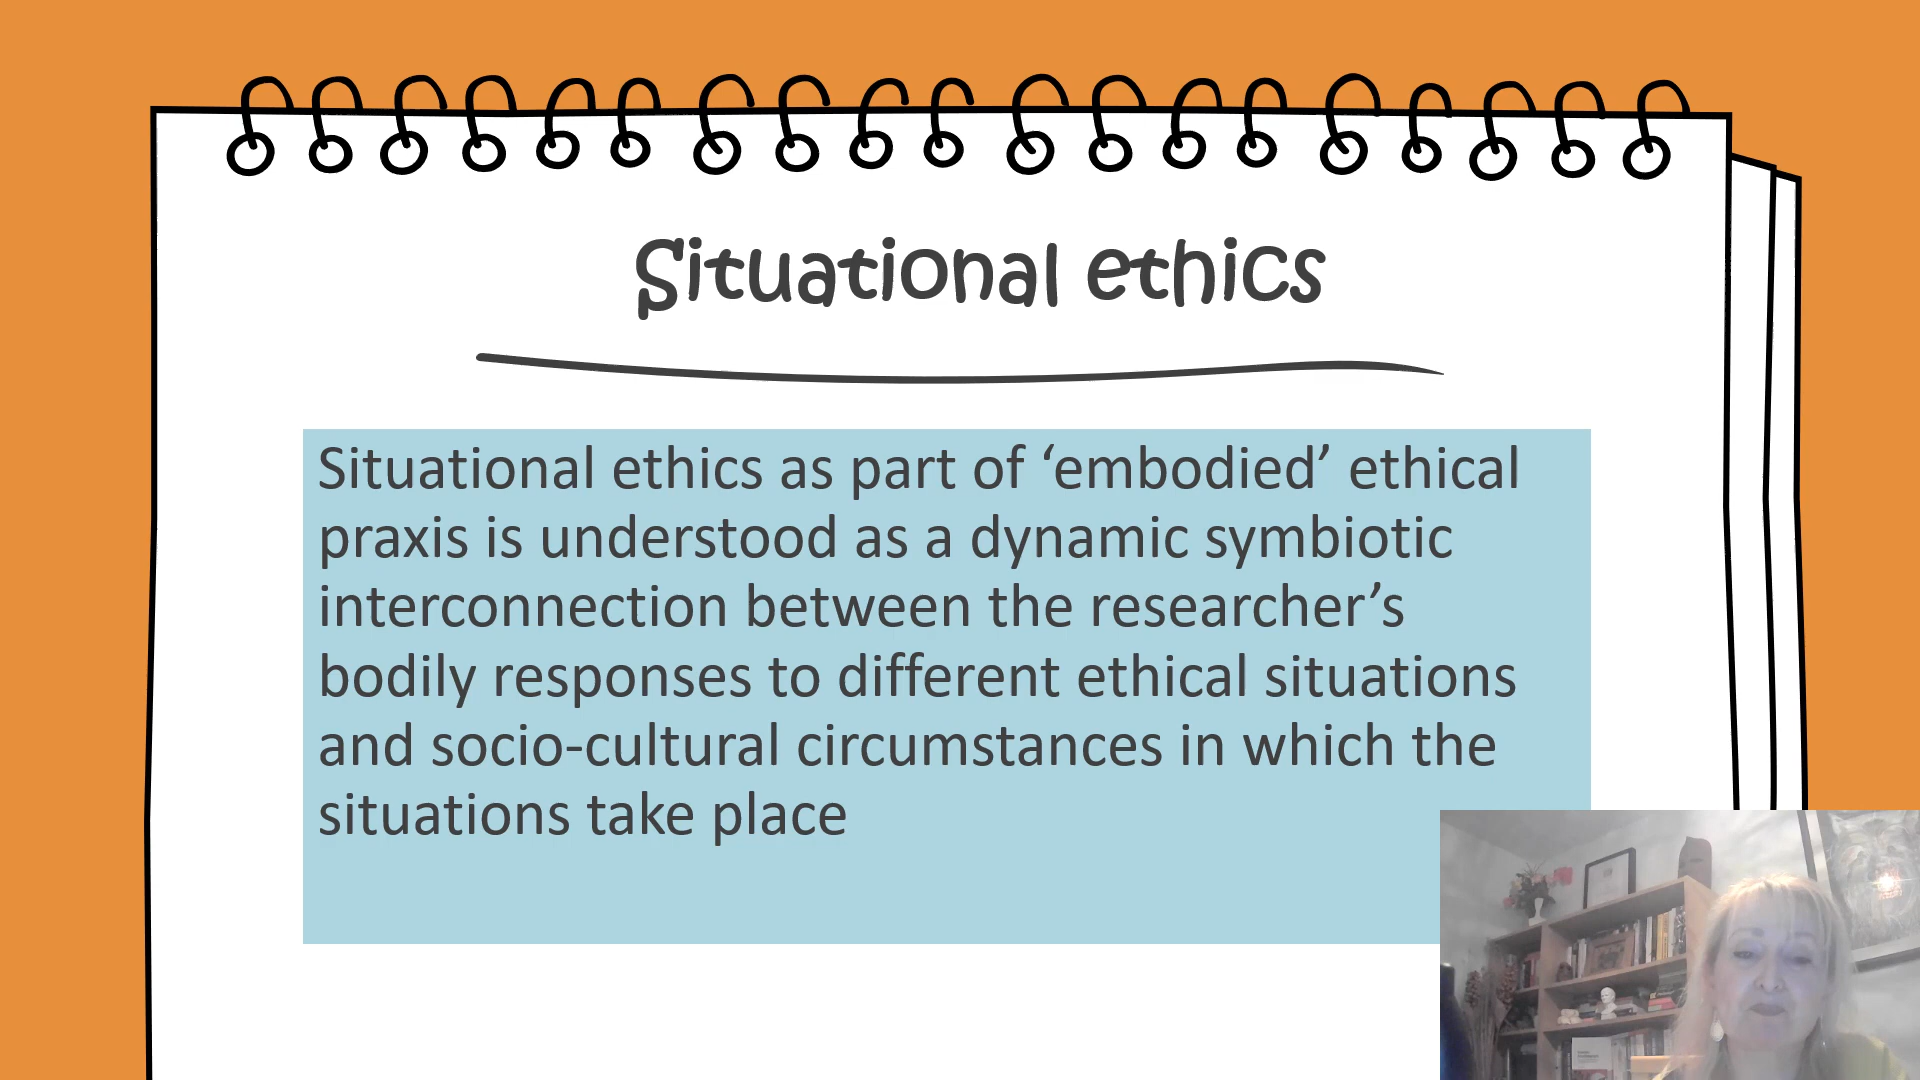 Situational ethics
Situational ethics as part of ‘embodied’ ethical
praxis is understood as a dynamic symbiotic
interconnection between the researcher’s
bodily responses to different ethical situations
and socio-cultural circumstances in which the
situations take place